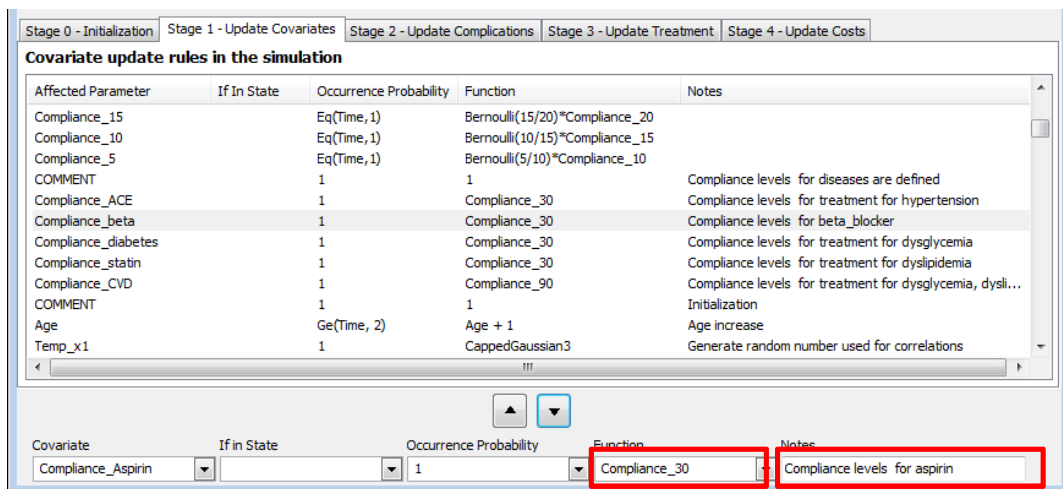 Stage 0 - Initialization Stage 1 - Update Covariates Stage 2 - Update Complications Stage 3 - Update Treatment Stage 4 - Update Costs
Covariate update rules in the simulation
Affected Parameter If In State Occurrence Probability Function Notes
Compliance_15 Eq(Time,1) Bernoulli(15/20)*Compliance_20
Compliance_10 Eq(Time,1) Bernoulli(10/15)*Compliance_15
Compliance_5 Eq(Time,1) Bernoulli(5/10)*Compliance_10
COMMENT 1 1 Compliance levels for diseases are defined
Compliance_ACE 1 Compliance_30 Compliance levels for treatment for hypertension
Compliance_beta 1 Compliance_30 Compliance levels for beta_blocker
Compliance_diabetes 1 Compliance_30 Compliance levels for treatment for dysglycemia
Compliance_statin 1 Compliance_30 Compliance levels for treatment for dyslipidemia
Compliance_CVD 1 Compliance_90 Compliance levels for treatment for dysglycemia, dysli...
COMMENT 1 1 Initialization
Age Ge(Time, 2) Age + 1 Age increase
Temp_x1 1 CappedGaussian3 Generate random number used for correlations
Covariate If in State Occurrence Probability Function Notes
Compliance_Aspirin 1 Compliance_30 Compliance levels for aspirin